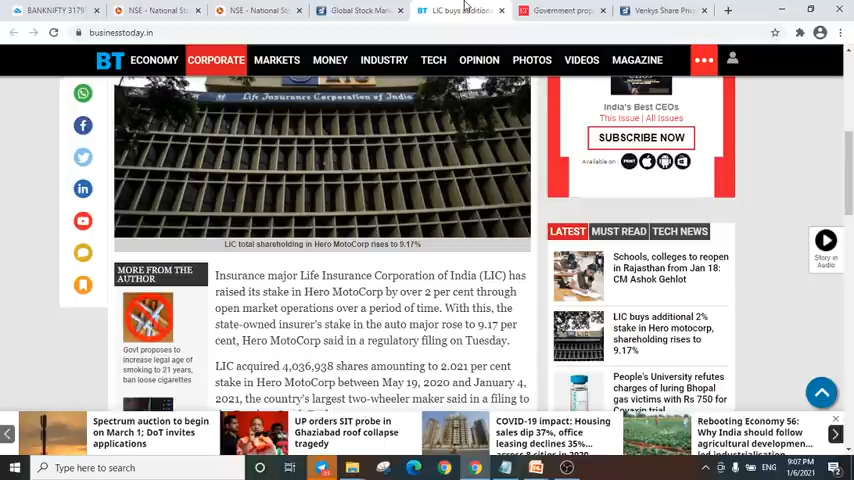 BANKNIFTY 3179
NSE - National St
NSE - National St
Global Stock Mar
BT LIC buys additiona
Government prop
Venkys Share Pric
businesstoday.in
BT ECONOMY CORPORATE MARKETS MONEY INDUSTRY TECH OPINION PHOTOS VIDEOS MAGAZINE
Life Insurance Corporation of India
LIC total shareholding in Hero MotoCorp rises to 9.17%
MORE FROM THE
AUTHOR
Govt proposes to
increase legal age of
smoking to 21 years,
ban loose cigarettes
Insurance major Life Insurance Corporation of India (LIC) has
raised its stake in Hero MotoCorp by over 2 per cent through
open market operations over a period of time. With this, the
state-owned insurer's stake in the auto major rose to 9.17 per
cent, Hero MotoCorp said in a regulatory filing on Tuesday.
LIC acquired 4,036,938 shares amounting to 2.021 per cent
stake in Hero MotoCorp between May 19, 2020 and January 4,
2021, the country's largest two-wheeler maker said in a filing to
India's Best CEOs
This Issue | All Issues
SUBSCRIBE NOW
Available on
LATEST MUST READ TECH NEWS
Schools, colleges to reopen
in Rajasthan from Jan 18:
CM Ashok Gehlot
LIC buys additional 2%
stake in Hero motocorp,
shareholding rises to
9.17%
People's University refutes
charges of luring Bhopal
gas victims with Rs 750 for
Covaxin trial
Story in
Audio
Spectrum auction to begin
on March 1; DoT invites
applications
UP orders SIT probe in
Ghaziabad roof collapse
tragedy
COVID-19 impact: Housing
sales dip 37%, office
leasing declines 35%
across 8 cities in 2020
Rebooting Economy 56:
Why India should follow
agricultural developmen...
led industrialisation
Type here to search
ENG
9:07 PM
1/6/2021